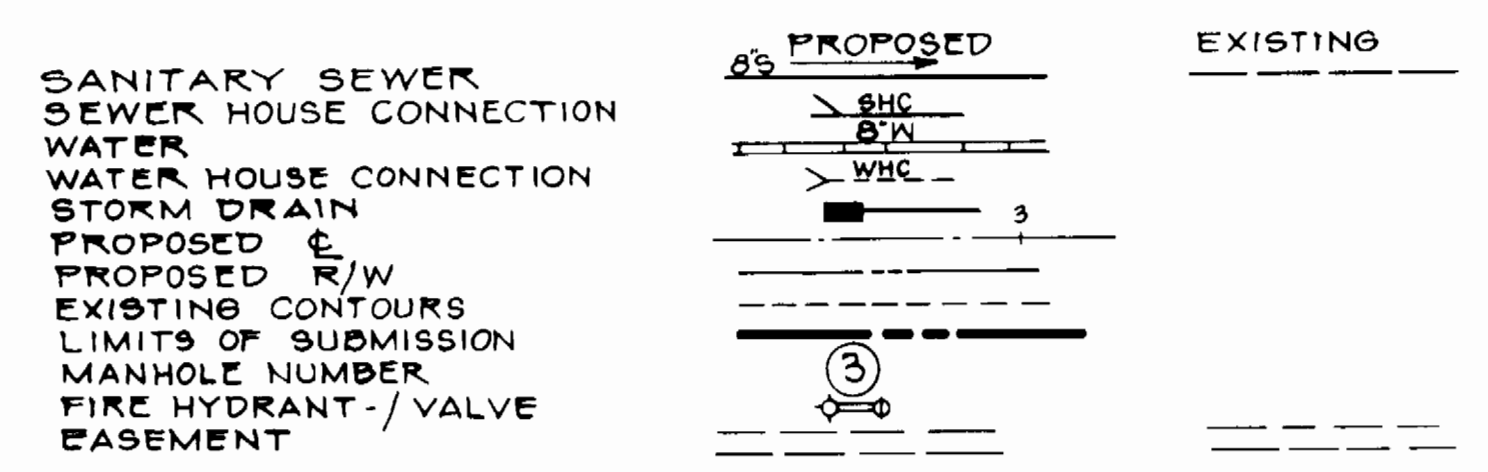 PROPOSED EXISTING
SANITARY SEWER 8"S
SEWER HOUSE CONNECTION SHC
WATER 8"W
WATER HOUSE CONNECTION WHC
STORM DRAIN
PROPOSED ℄ 3
PROPOSED R/W
EXISTING CONTOURS
LIMITS OF SUBMISSION
MANHOLE NUMBER 3
FIRE HYDRANT-/VALVE
EASEMENT